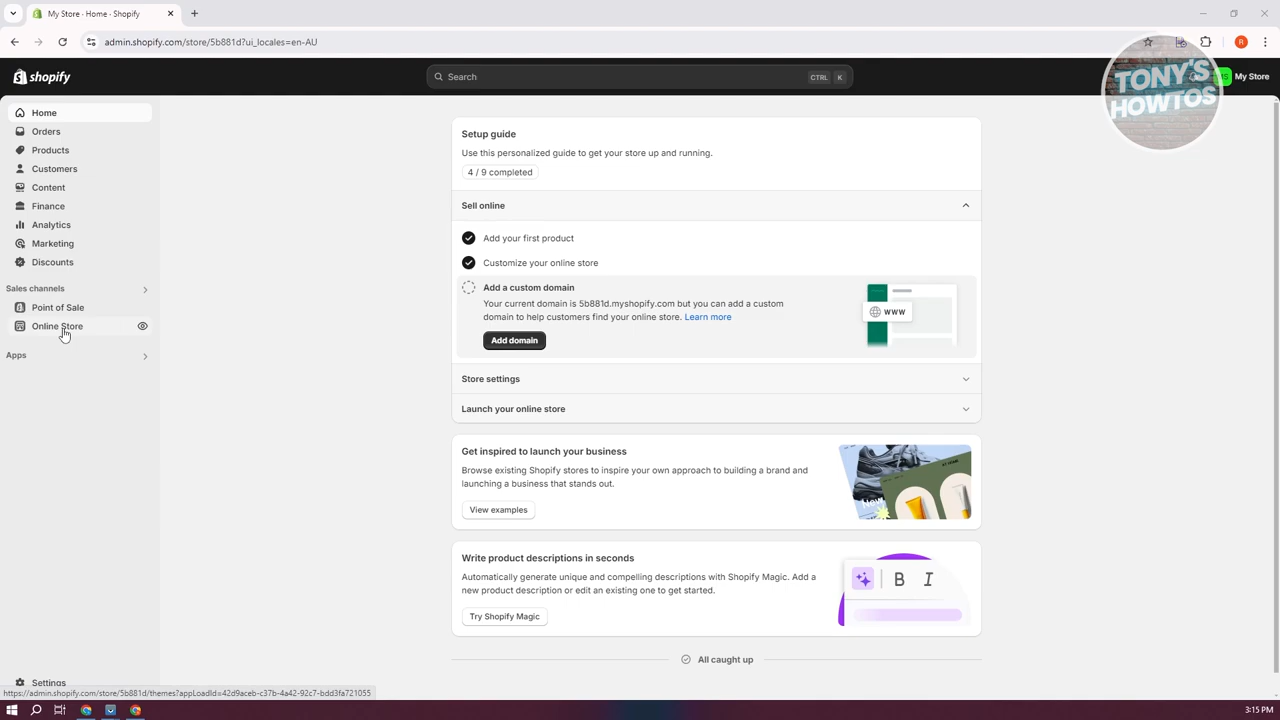 My Store - Home - Shopify
admin.shopify.com/store/5b881d?ui_locales=en-AU
R
shopify
Search
CTRL K
My Store
TONY'S
HOWTOS
Home
Orders
Products
Customers
Content
Finance
Analytics
Marketing
Discounts
Sales channels
Point of Sale
Online Store
Apps
Settings
Setup guide
Use this personalized guide to get your store up and running.
4 / 9 completed
Sell online
Add your first product
Customize your online store
Add a custom domain
Your current domain is 5b881d.myshopify.com but you can add a custom
domain to help customers find your online store. Learn more
Add domain
WWW
Store settings
Launch your online store
Get inspired to launch your business
Browse existing Shopify stores to inspire your own approach to building a brand and
launching a business that stands out.
View examples
New
Write product descriptions in seconds
Automatically generate unique and compelling descriptions with Shopify Magic. Add a
new product description or edit an existing one to get started.
Try Shopify Magic
B I
All caught up
https://admin.shopify.com/store/5b881d/themes?appLoadId=42d9aceb-c37b-4a42-92c7-bdd3fa721055
3:15 PM